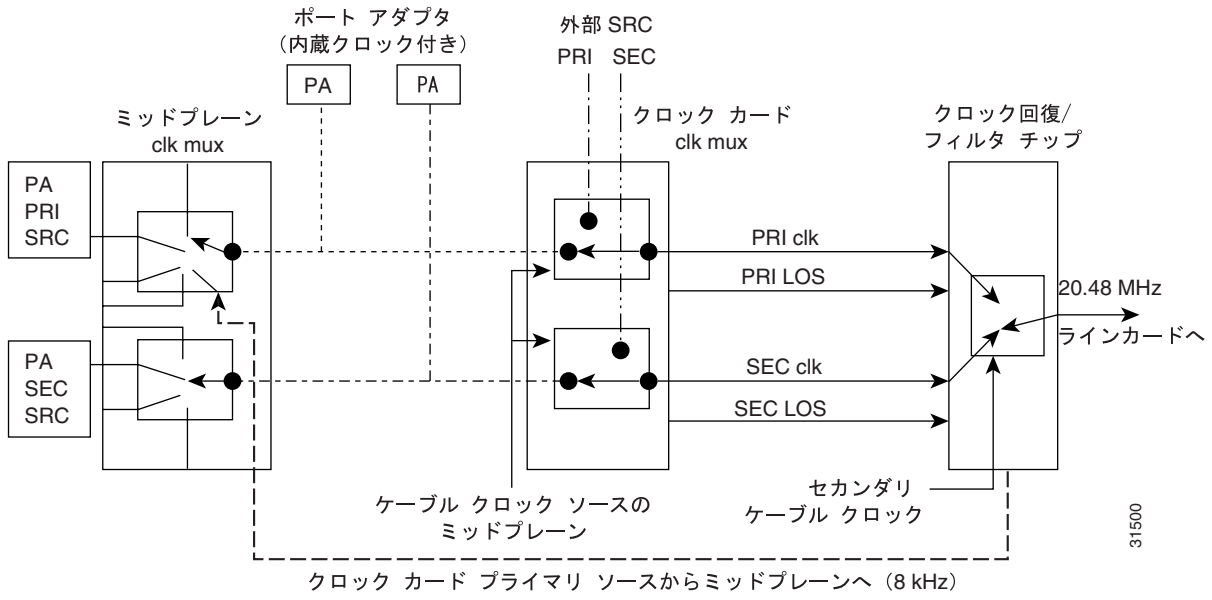 ポート アダプタ
（内蔵クロック付き）
PA
PA
外部 SRC
PRI SEC
ミッドプレーン
clk mux
クロック カード
clk mux
クロック回復/
フィルタ チップ
PA
PRI
SRC
PA
SEC
SRC
PRI clk
PRI LOS
SEC clk
SEC LOS
20.48 MHz
ラインカードへ
ケーブル クロック ソースの
ミッドプレーン
セカンダリ
ケーブル クロック
クロック カード プライマリ ソースからミッドプレーンへ（8 kHz）
31500